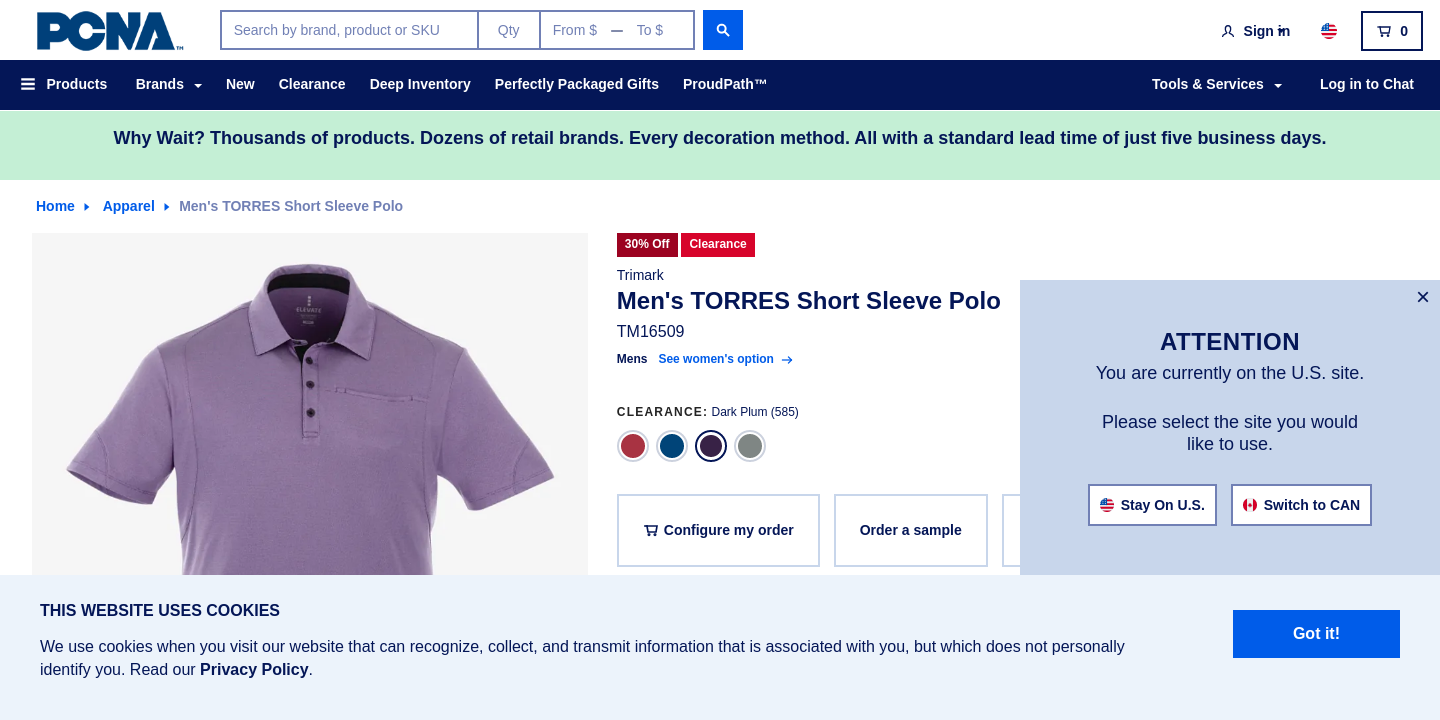 PCNA™
Search by brand, product or SKU
Qty
From $ — To $
Sign in
0
Products
Brands
New
Clearance
Deep Inventory
Perfectly Packaged Gifts
ProudPath™
Tools & Services
Log in to Chat
Why Wait? Thousands of products. Dozens of retail brands. Every decoration method. All with a standard lead time of just five business days.
Home
Apparel
Men's TORRES Short Sleeve Polo
ELEVATE
30% Off
Clearance
Trimark
Men's TORRES Short Sleeve Polo
TM16509
Mens See women's option →
CLEARANCE: Dark Plum (585)
Configure my order
Order a sample
×
ATTENTION
You are currently on the U.S. site.
Please select the site you would
like to use.
Stay On U.S.
Switch to CAN
THIS WEBSITE USES COOKIES
We use cookies when you visit our website that can recognize, collect, and transmit information that is associated with you, but which does not personally
identify you. Read our Privacy Policy.
Got it!